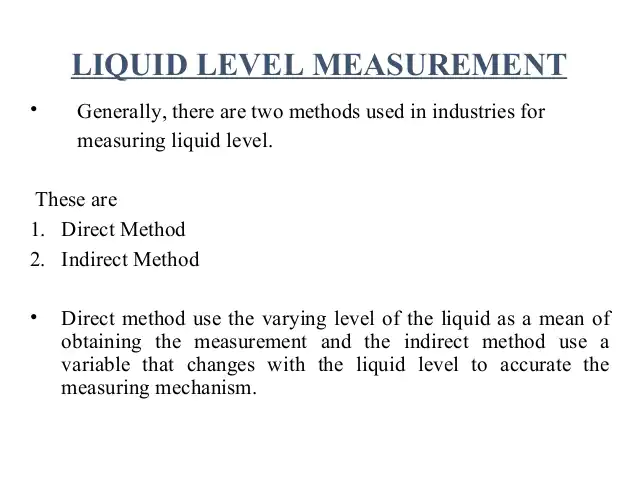 LIQUID LEVEL MEASUREMENT
• Generally, there are two methods used in industries for
measuring liquid level.
These are
1. Direct Method
2. Indirect Method
• Direct method use the varying level of the liquid as a mean of
obtaining the measurement and the indirect method use a
variable that changes with the liquid level to accurate the
measuring mechanism.